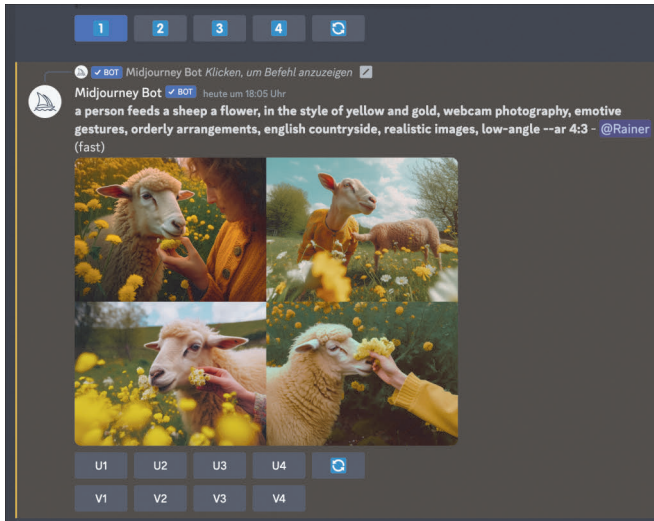 1 2 3 4
✓ BOT Midjourney Bot Klicken, um Befehl anzuzeigen
Midjourney Bot ✓ BOT heute um 18:05 Uhr
a person feeds a sheep a flower, in the style of yellow and gold, webcam photography, emotive
gestures, orderly arrangements, english countryside, realistic images, low-angle --ar 4:3 - @Rainer
(fast)
U1 U2 U3 U4
V1 V2 V3 V4